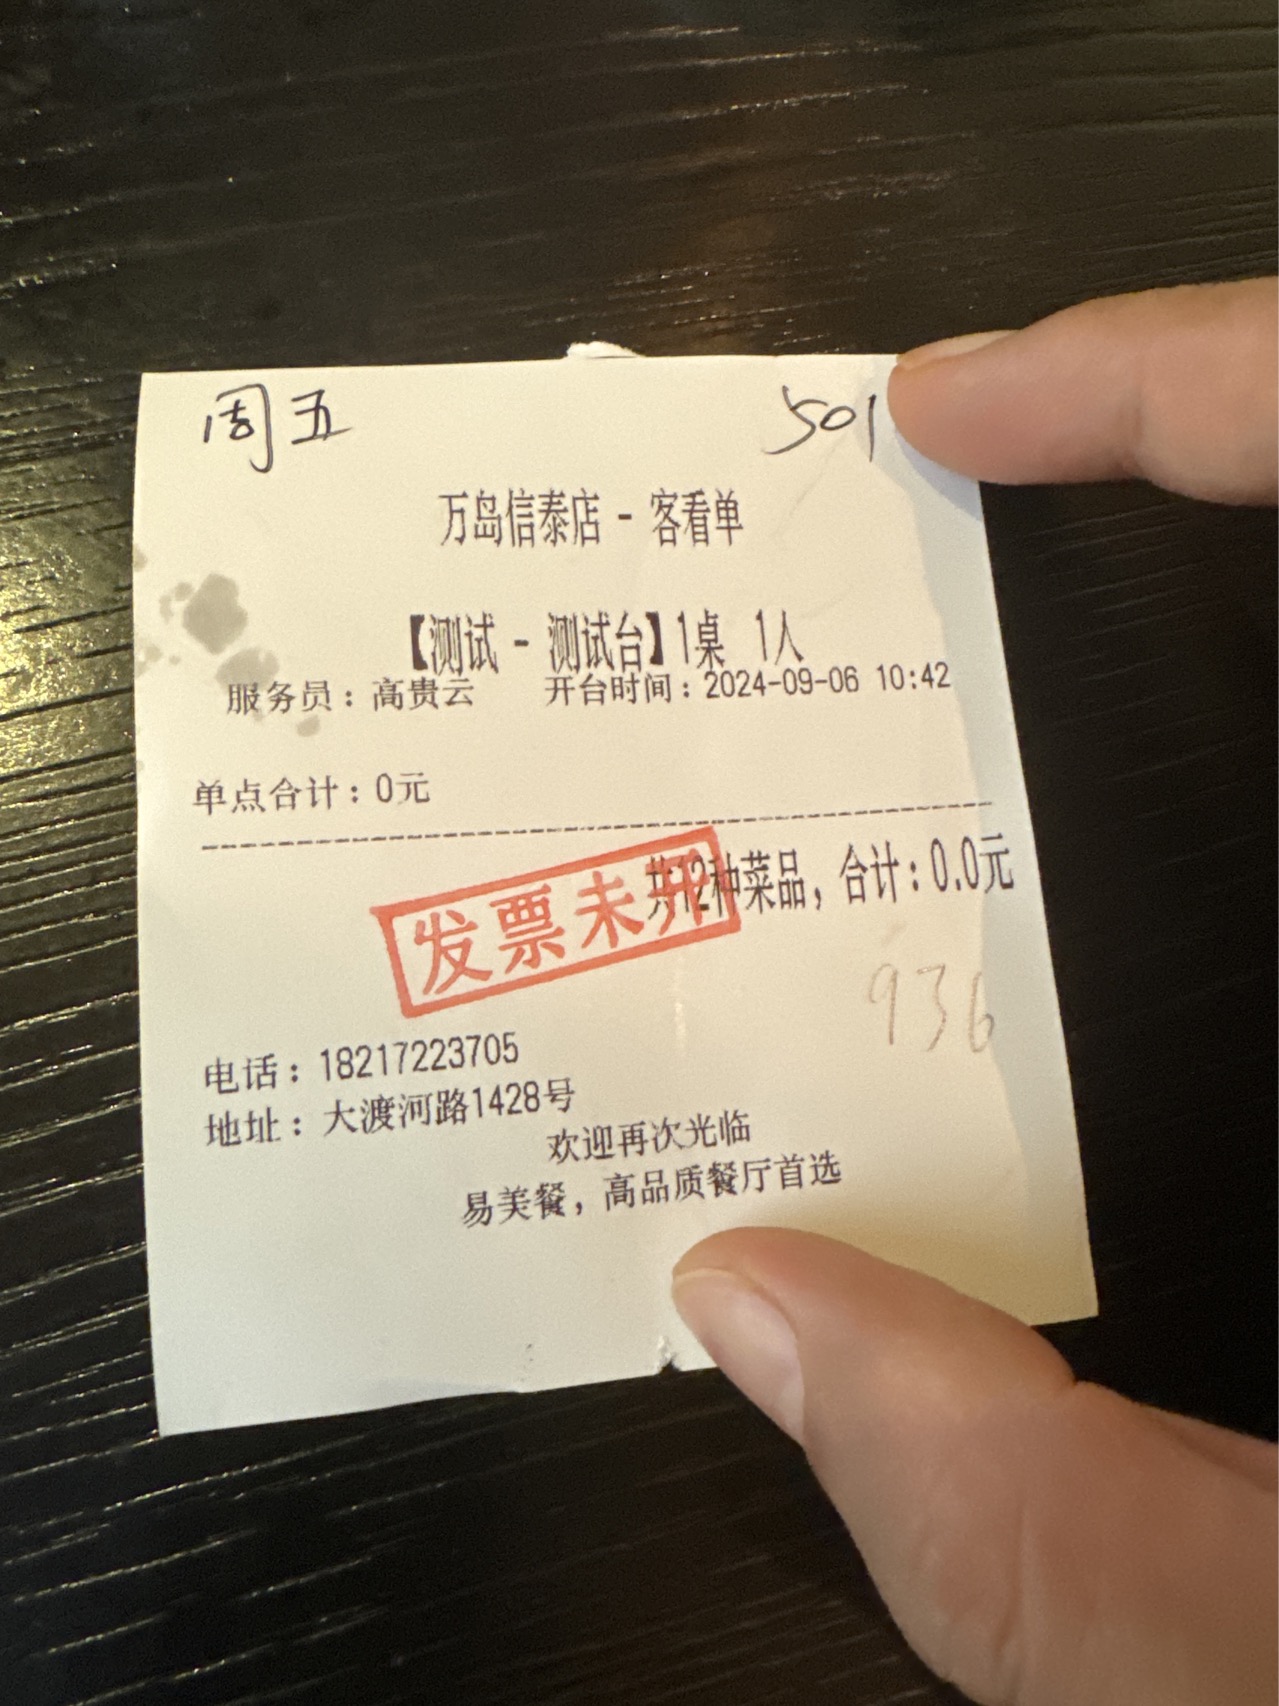 周五 501
万岛信泰店 - 客看单
【测试 - 测试台】1桌 1人
服务员：高贵云 开台时间：2024-09-06 10:42
单点合计：0元
共12种菜品，合计：0.0元
发票未开
936
电话：18217223705
地址：大渡河路1428号
欢迎再次光临
易美餐，高品质餐厅首选